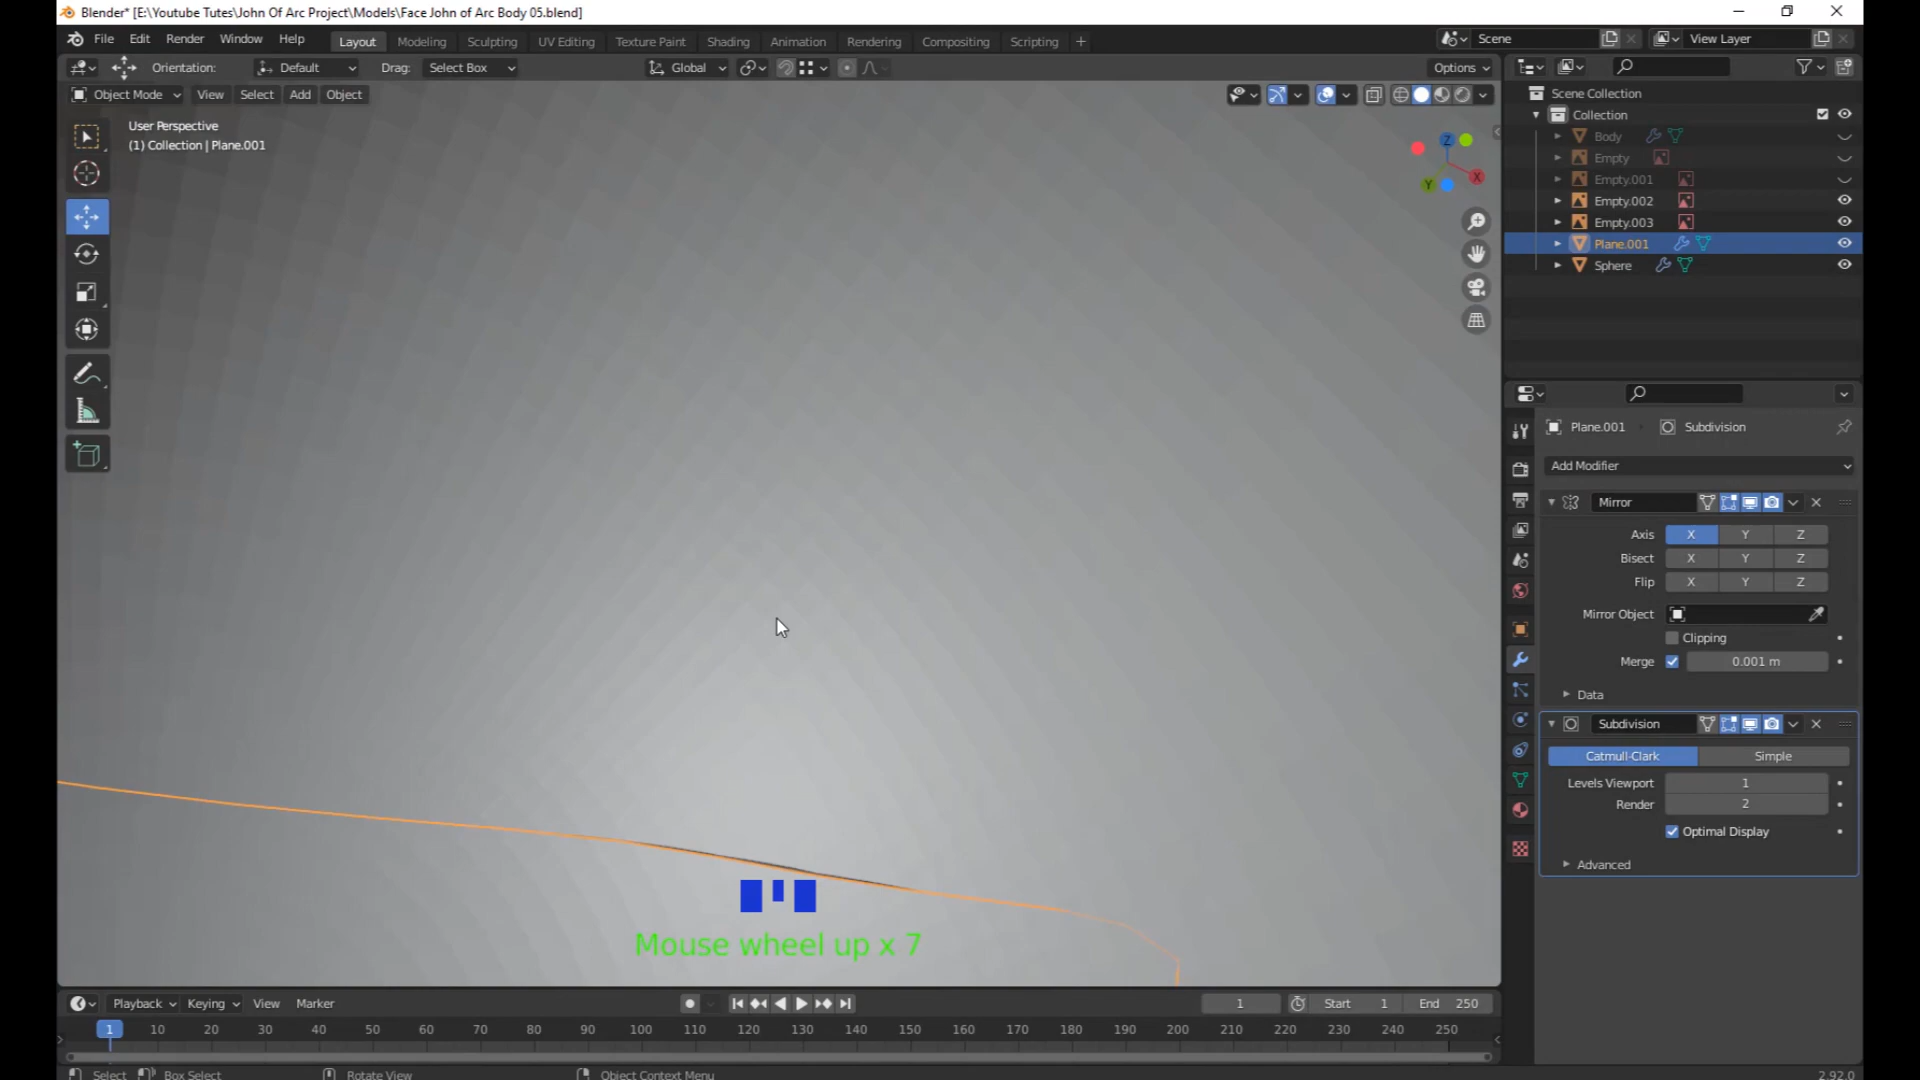 Blender* [E:\Youtube Tutes\John Of Arc Project\Models\Face John of Arc Body 05.blend]
File Edit Render Window Help Layout Modeling Sculpting UV Editing Texture Paint Shading Animation Rendering Compositing Scripting + Scene View Layer
Orientation: Default Drag: Select Box Global Options
Object Mode View Select Add Object
User Perspective
(1) Collection | Plane.001
Z
X
Y
Scene Collection
Collection
Body
Empty
Empty.001
Empty.002
Empty.003
Plane.001
Sphere
Plane.001 Subdivision
Add Modifier
Mirror
Axis X Y Z
Bisect X Y Z
Flip X Y Z
Mirror Object
Clipping
Merge 0.001 m
Data
Subdivision
Catmull-Clark Simple
Levels Viewport 1
Render 2
Optimal Display
Advanced
Mouse wheel up x 7
Playback Keying View Marker 1 Start 1 End 250
1 10 20 30 40 50 60 70 80 90 100 110 120 130 140 150 160 170 180 190 200 210 220 230 240 250
Select Box Select Rotate View Object Context Menu 2.92.0